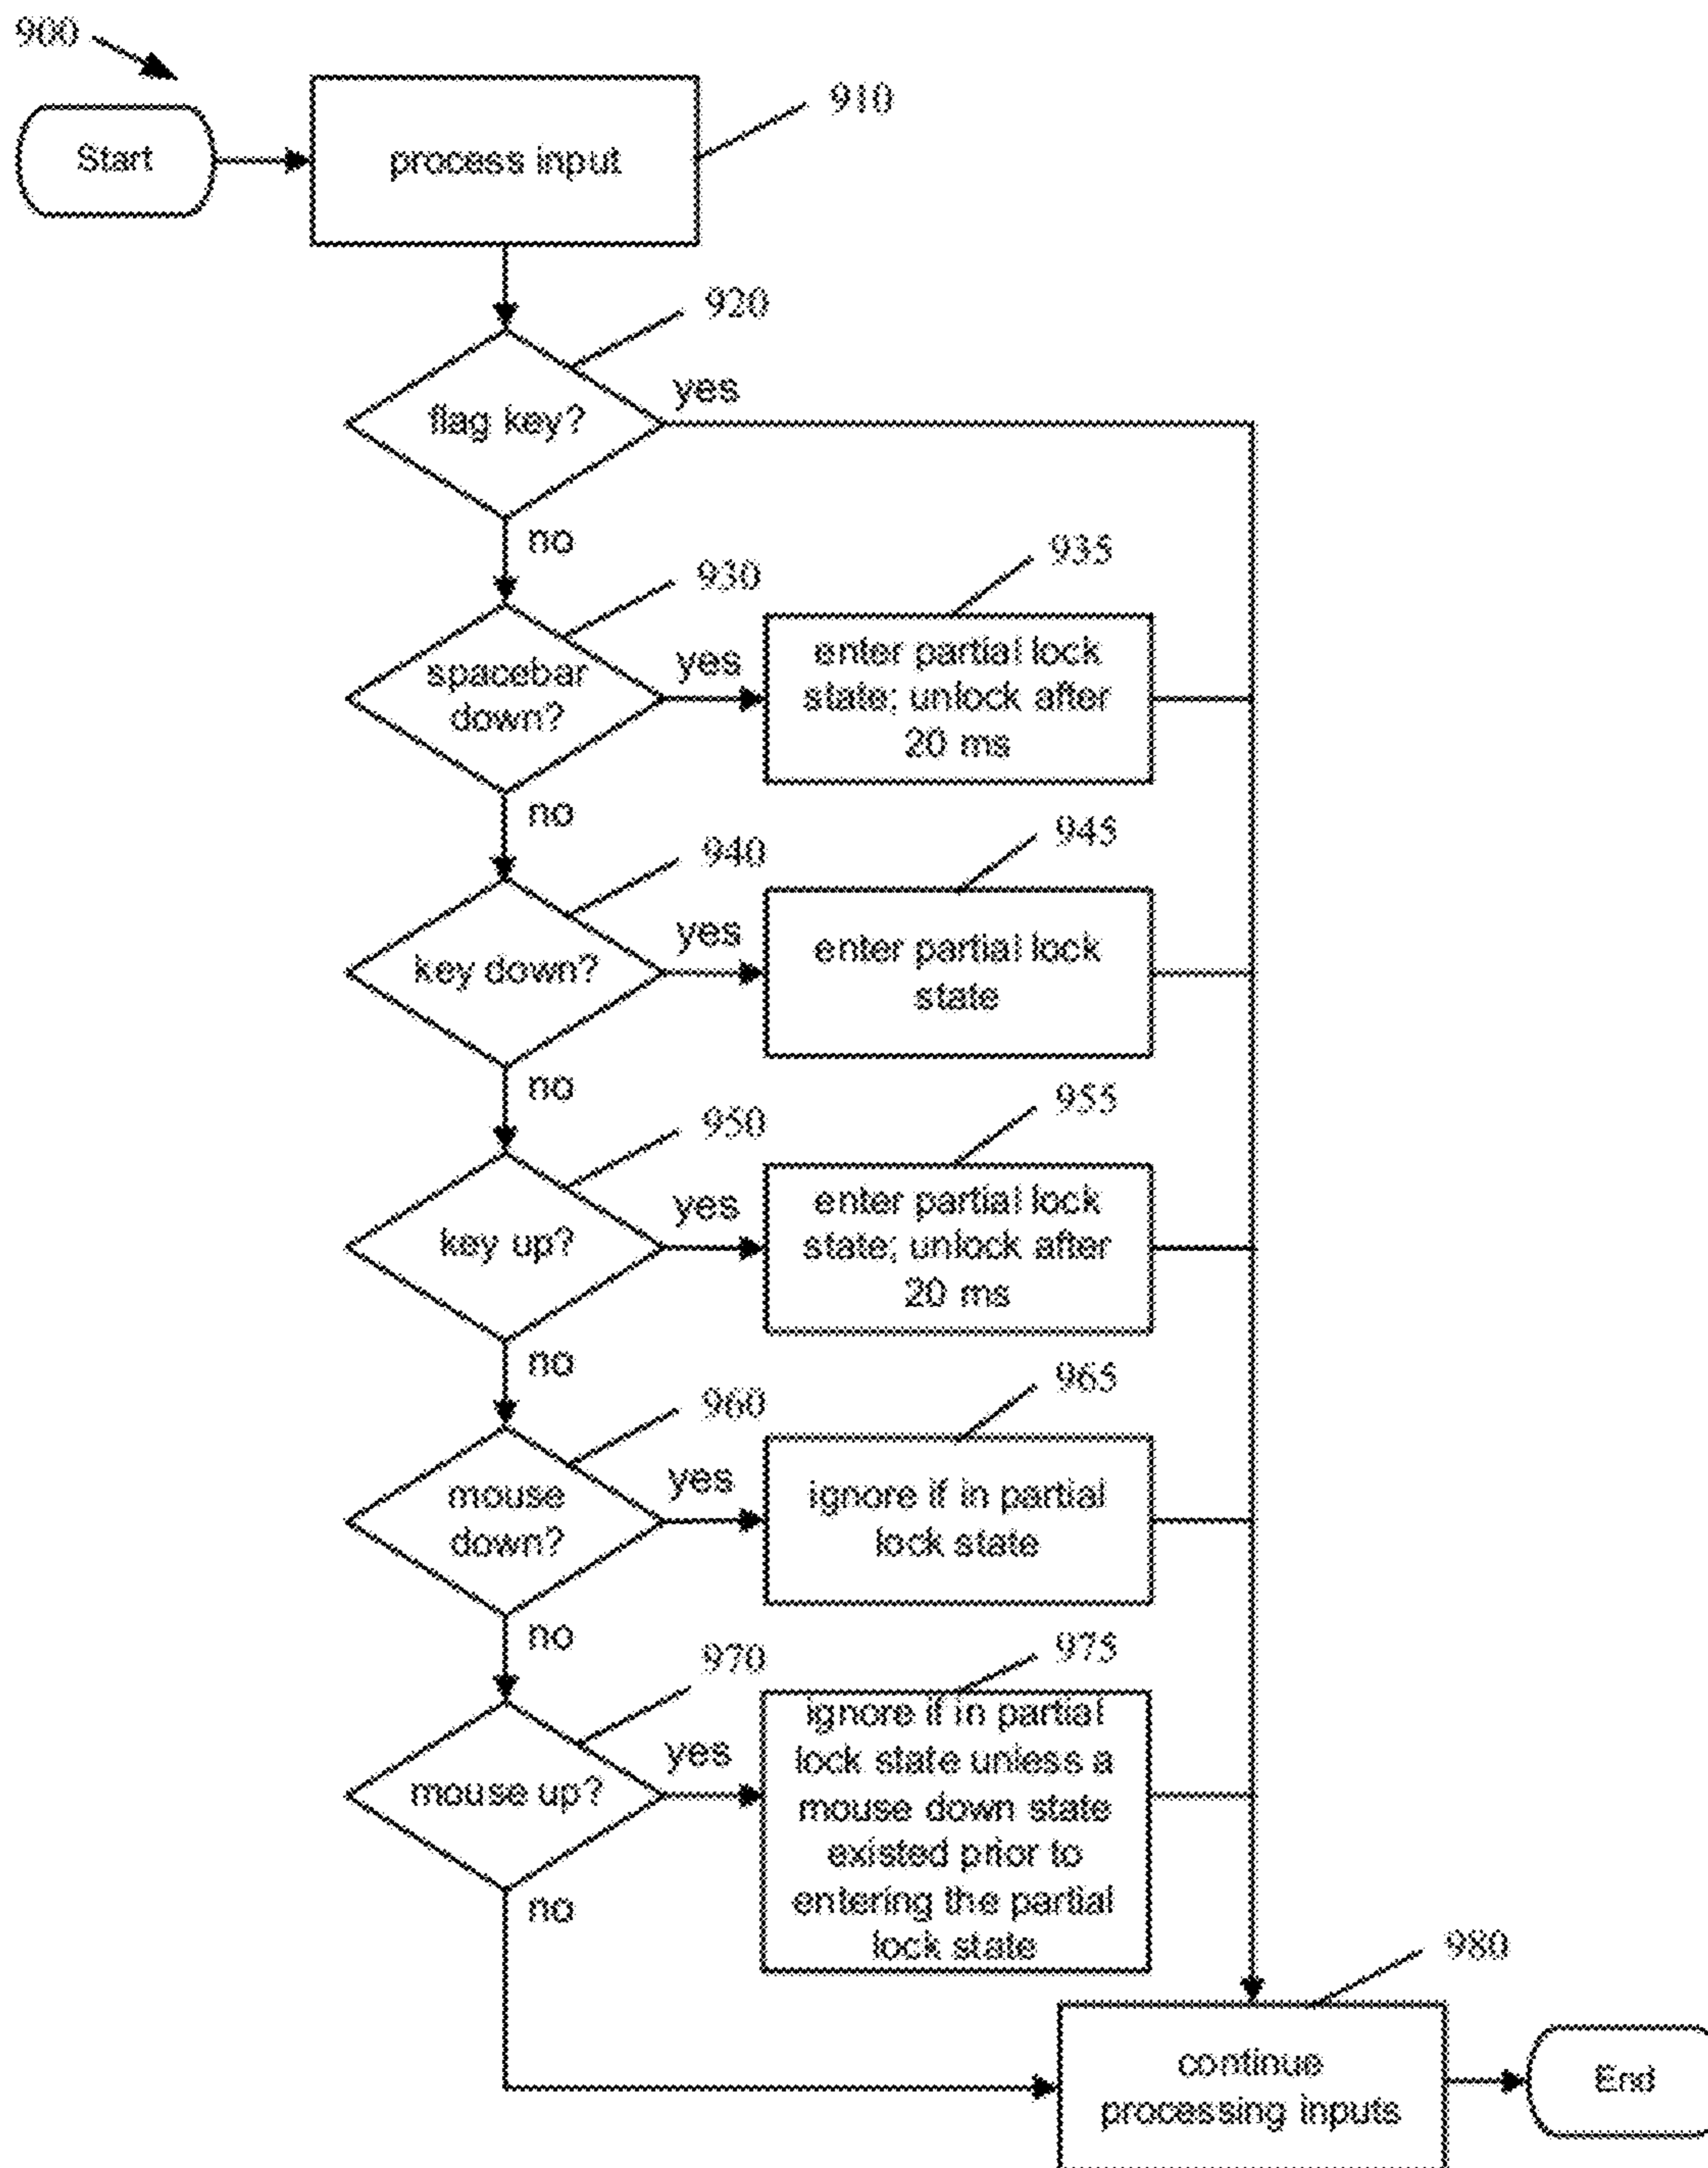 900
910
Start
process input
920
yes
flag key?
no
935
930
enter partial lock
yes
spacebar
state; unlock after
down?
20 ms
no
945
940
yes
enter partial lock
key down?
state
no
955
950
enter partial lock
yes
key up?
state; unlock after
20 ms
no
965
960
yes
mouse
ignore if in partial
down?
lock state
no
975
970
ignore if in partial
yes
lock state unless a
mouse up?
mouse down state
existed prior to
entering the partial
no
lock state
980
continue
End
processing inputs